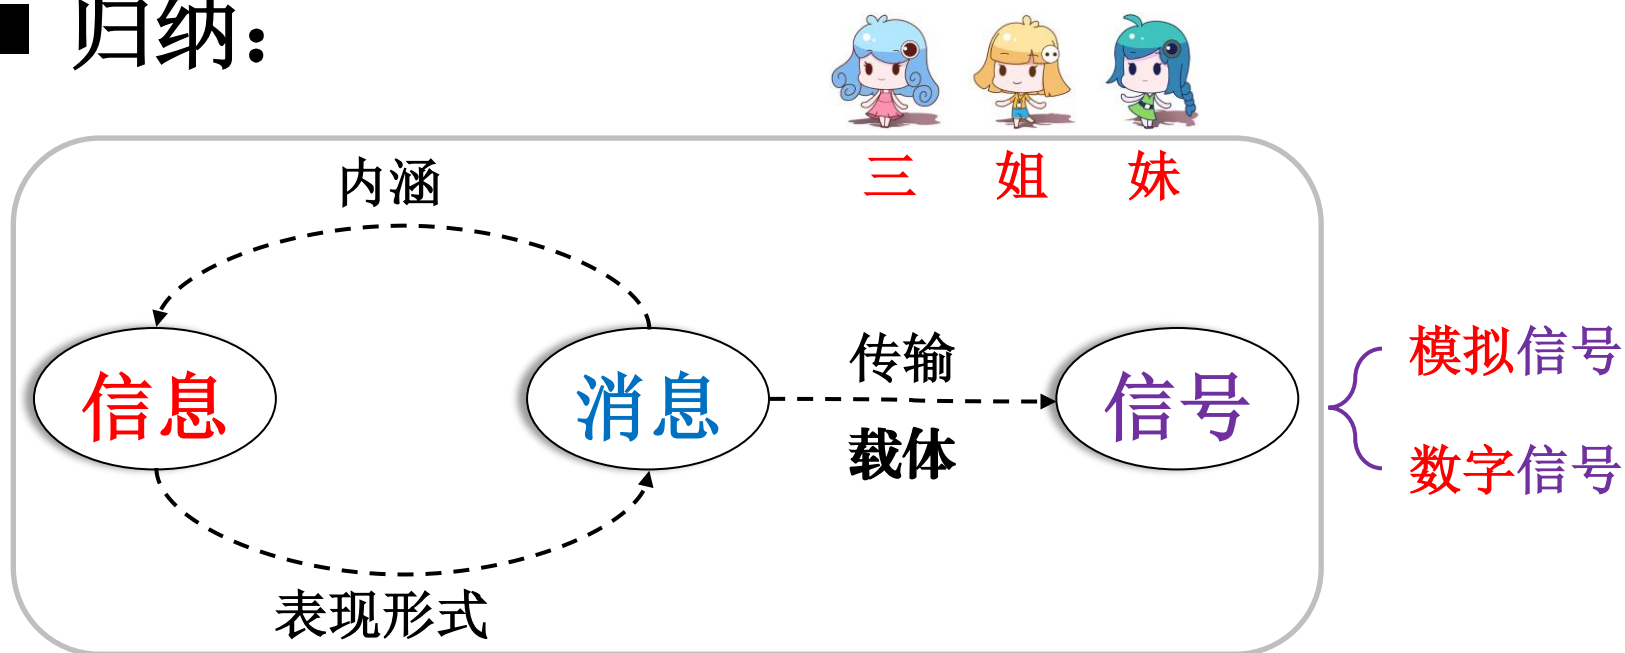 归纳：
三姐妹
内涵
信息
消息
传输
载体
信号
模拟信号
数字信号
表现形式